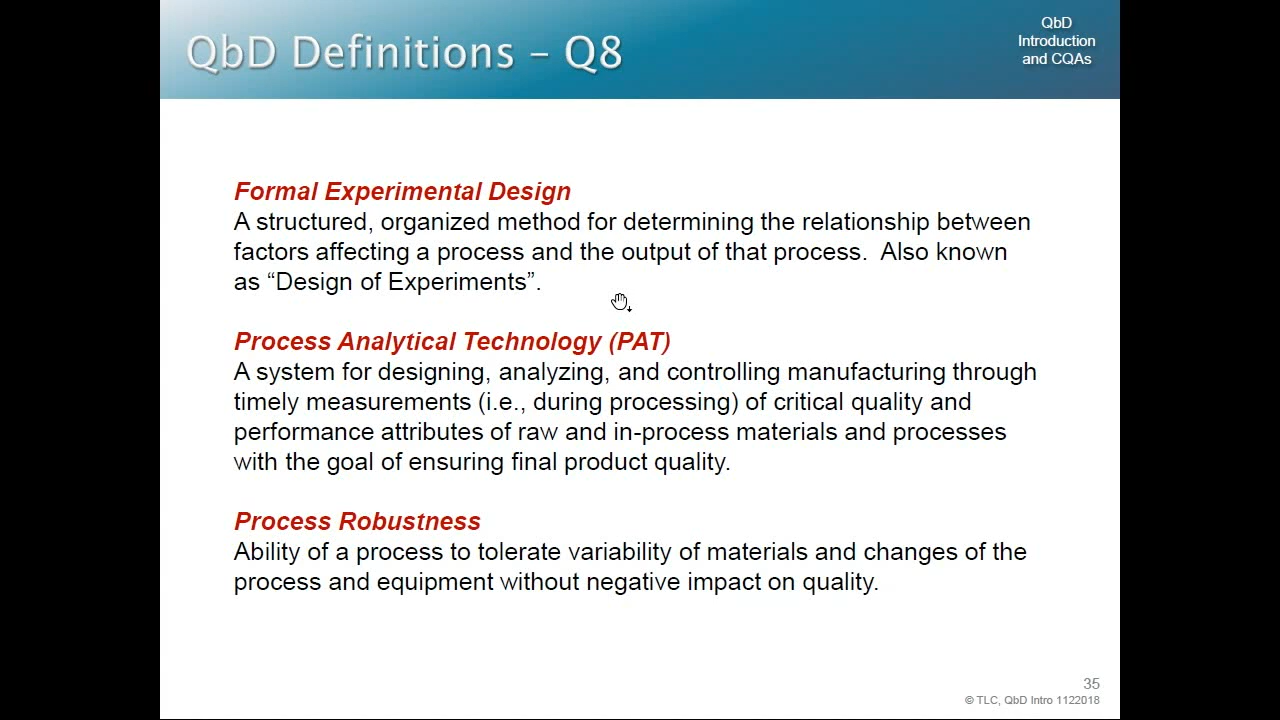 QbD Definitions – Q8
QbD
Introduction
and CQAs
Formal Experimental Design
A structured, organized method for determining the relationship between
factors affecting a process and the output of that process.  Also known
as “Design of Experiments”.
Process Analytical Technology (PAT)
A system for designing, analyzing, and controlling manufacturing through
timely measurements (i.e., during processing) of critical quality and
performance attributes of raw and in-process materials and processes
with the goal of ensuring final product quality.
Process Robustness
Ability of a process to tolerate variability of materials and changes of the
process and equipment without negative impact on quality.
35
© TLC, QbD Intro 1122018